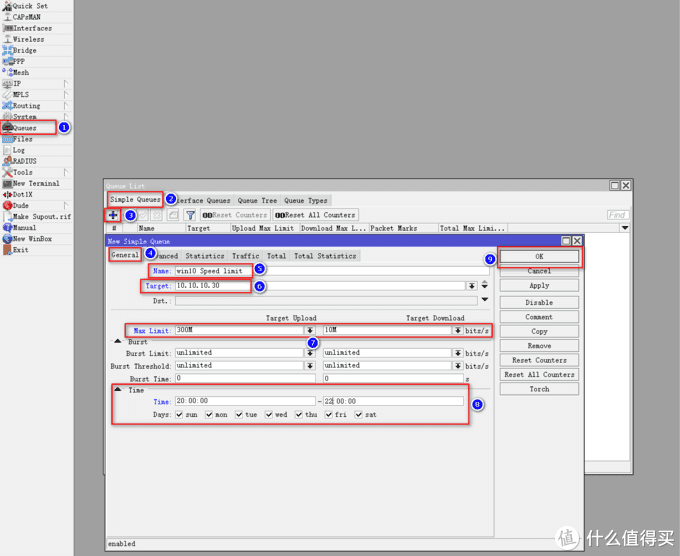 Quick Set
CAPsMAN
Interfaces
Wireless
Bridge
PPP
Mesh
IP
MPLS
Routing
System
Queues 1
Files
Log
RADIUS
Tools
New Terminal
Dot1X
Dude
Make Supout.rif
Manual
New WinBox
Exit
Queue List
Simple Queues 2 terface Queues Queue Tree Queue Types
3 Reset Counters Reset All Counters Find
# Name Target Upload Max Limit Download Max L... Packet Marks Total Max Limi...
New Simple Queue
General 4 anced Statistics Traffic Total Total Statistics
Name: win10 Speed limit 5
Target: 10.10.10.30 6
Dst.:
Target Upload Target Download
Max Limit: 300M 10M bits/s
7
Burst
Burst Limit: unlimited unlimited bits/s
Burst Threshold: unlimited unlimited bits/s
Burst Time: 0 0 s
Time
Time: 20:00:00 - 22:00:00 8
Days: sun mon tue wed thu fri sat
9 OK
Cancel
Apply
Disable
Comment
Copy
Remove
Reset Counters
Reset All Counters
Torch
enabled
值 什么值得买